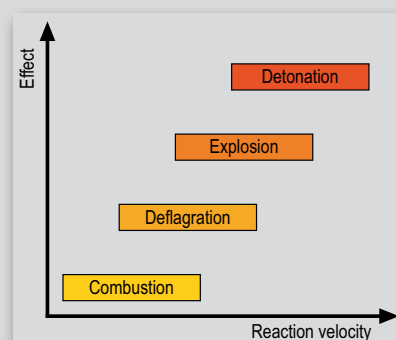 Effect
Detonation
Explosion
Deflagration
Combustion
Reaction velocity